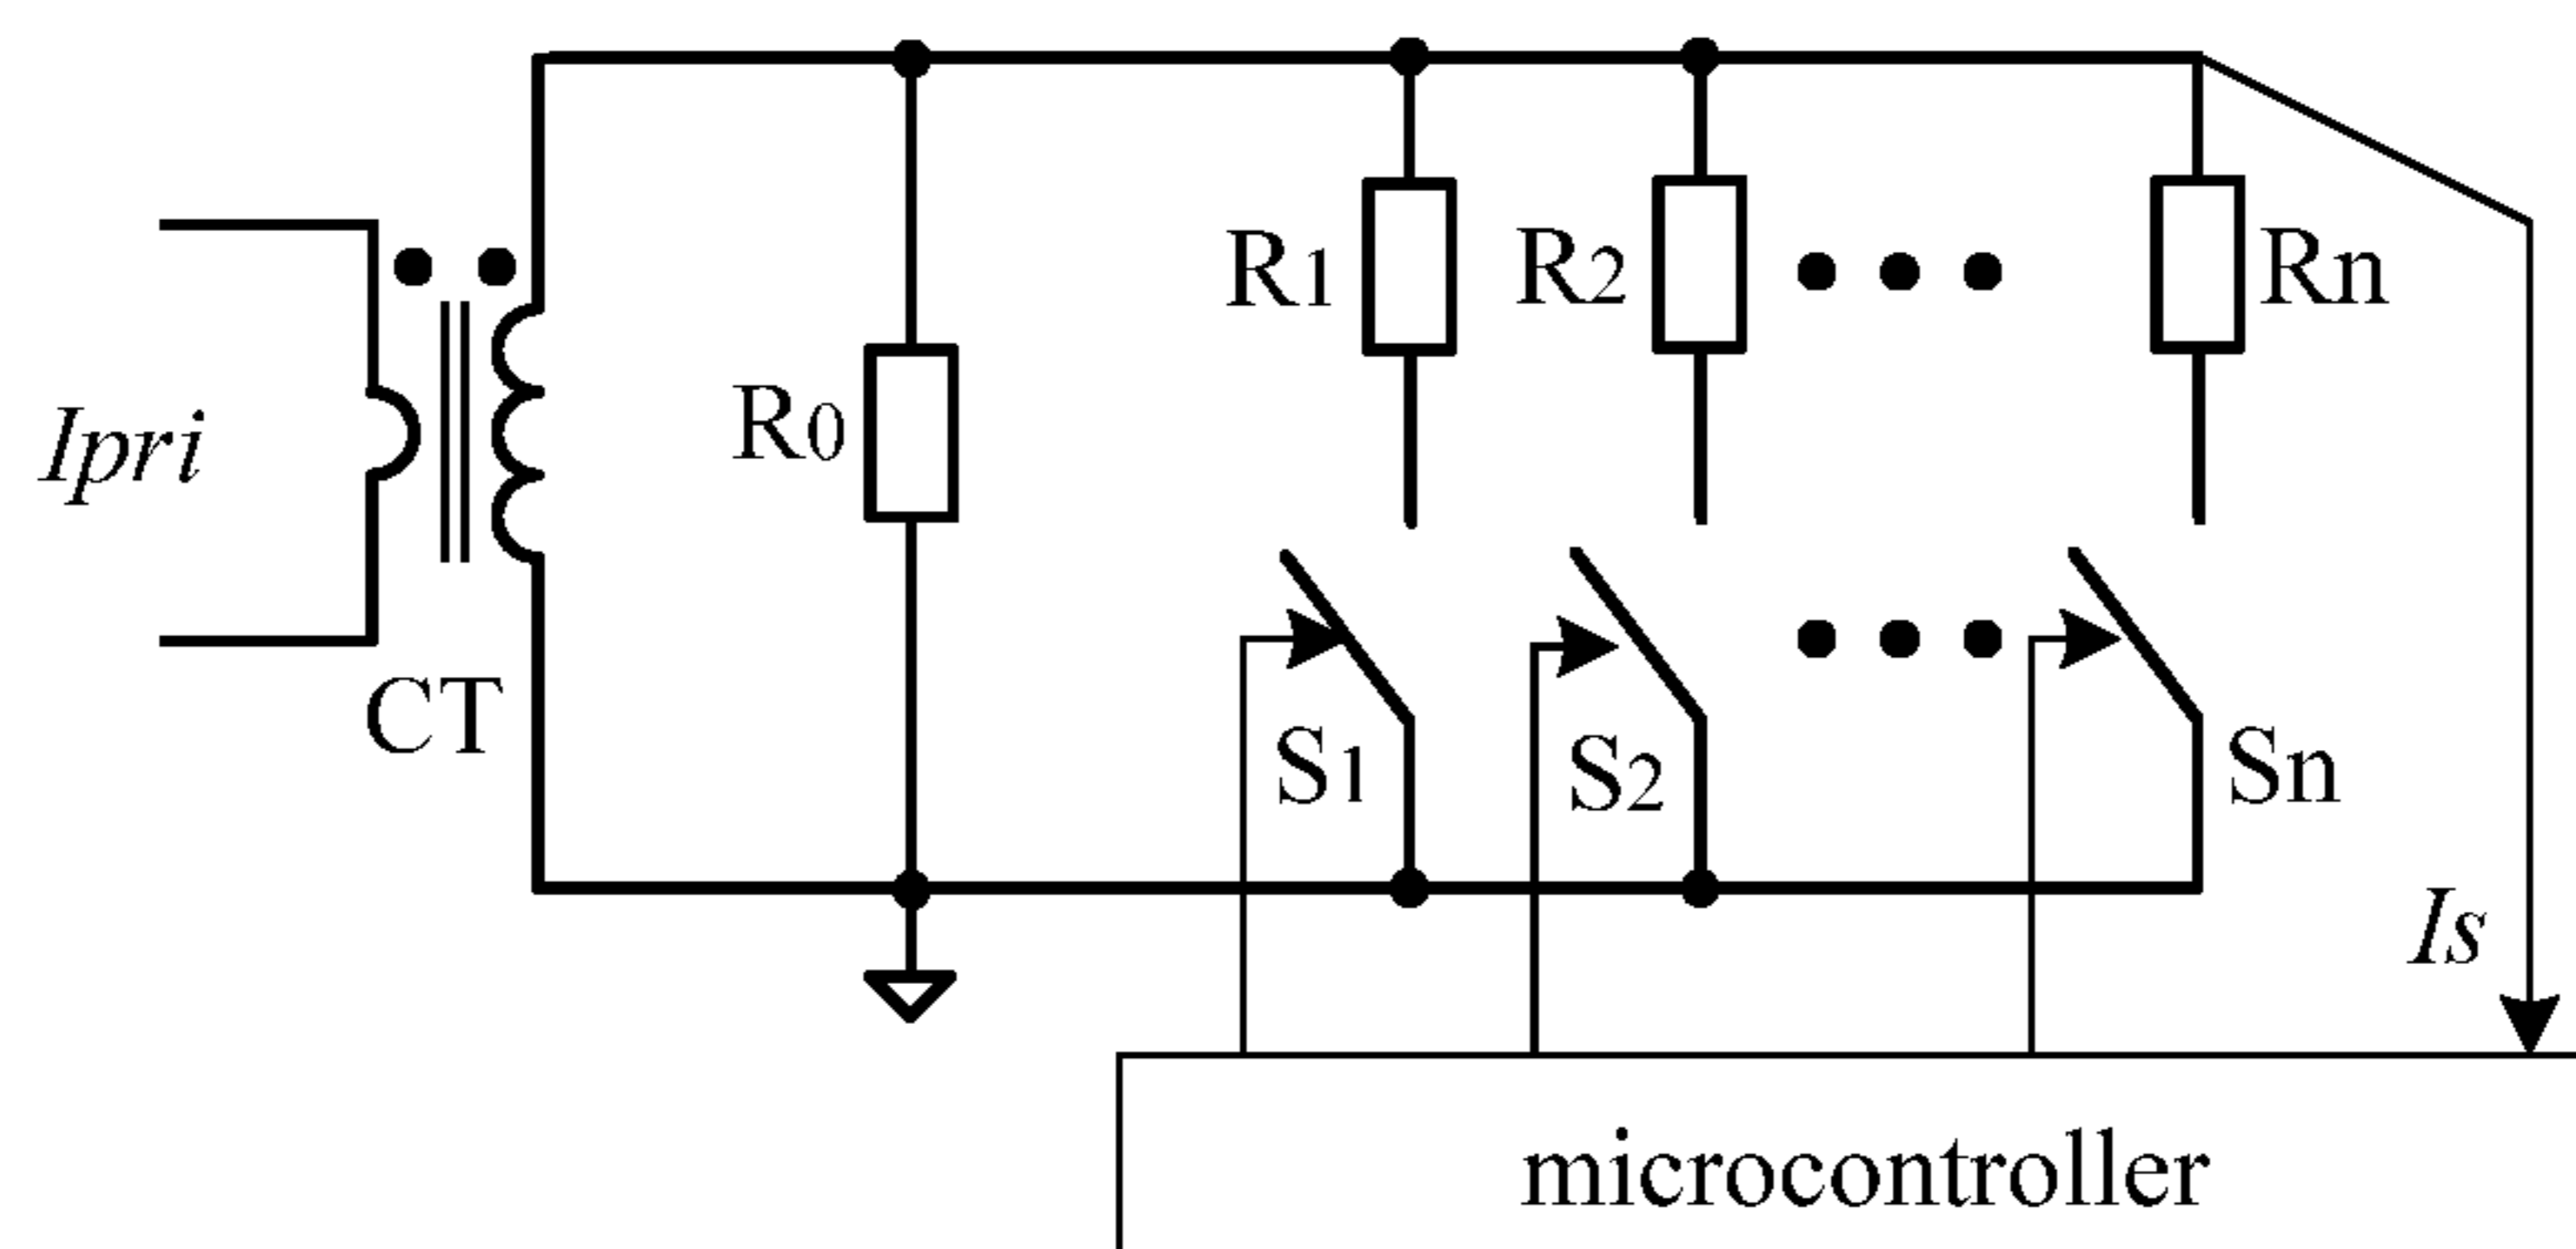 R1
R2
Rn
Ipri
R0
CT
S1
S2
Sn
Is
microcontroller